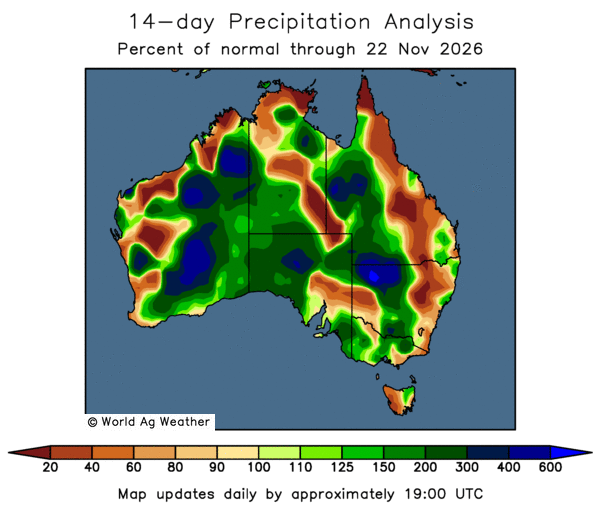 14-day Precipitation Analysis
Percent of normal through 22 Nov 2026
© World Ag Weather
20 40 60 80 90 100 110 125 150 200 300 400 600
Map updates daily by approximately 19:00 UTC